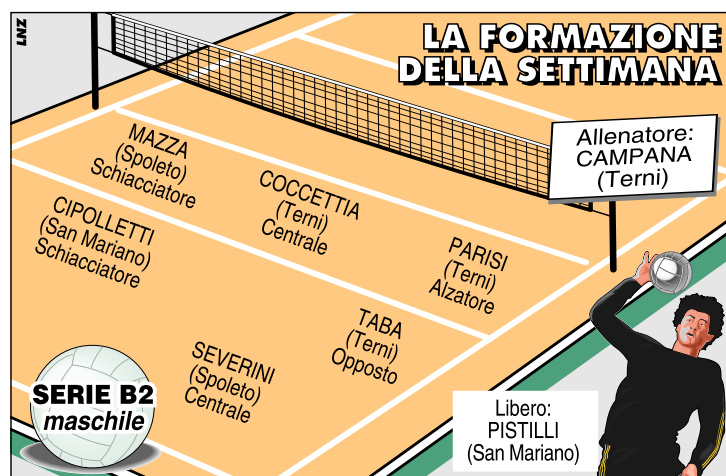 LNZ
LA FORMAZIONE
DELLA SETTIMANA
Allenatore:
CAMPANA
(Terni)
MAZZA
(Spoleto)
Schiacciatore
COCCETTIA
(Terni)
Centrale
PARISI
(Terni)
Alzatore
CIPOLLETTI
(San Mariano)
Schiacciatore
TABA
(Terni)
Opposto
SEVERINI
(Spoleto)
Centrale
SERIE B2
maschile
Libero:
PISTILLI
(San Mariano)